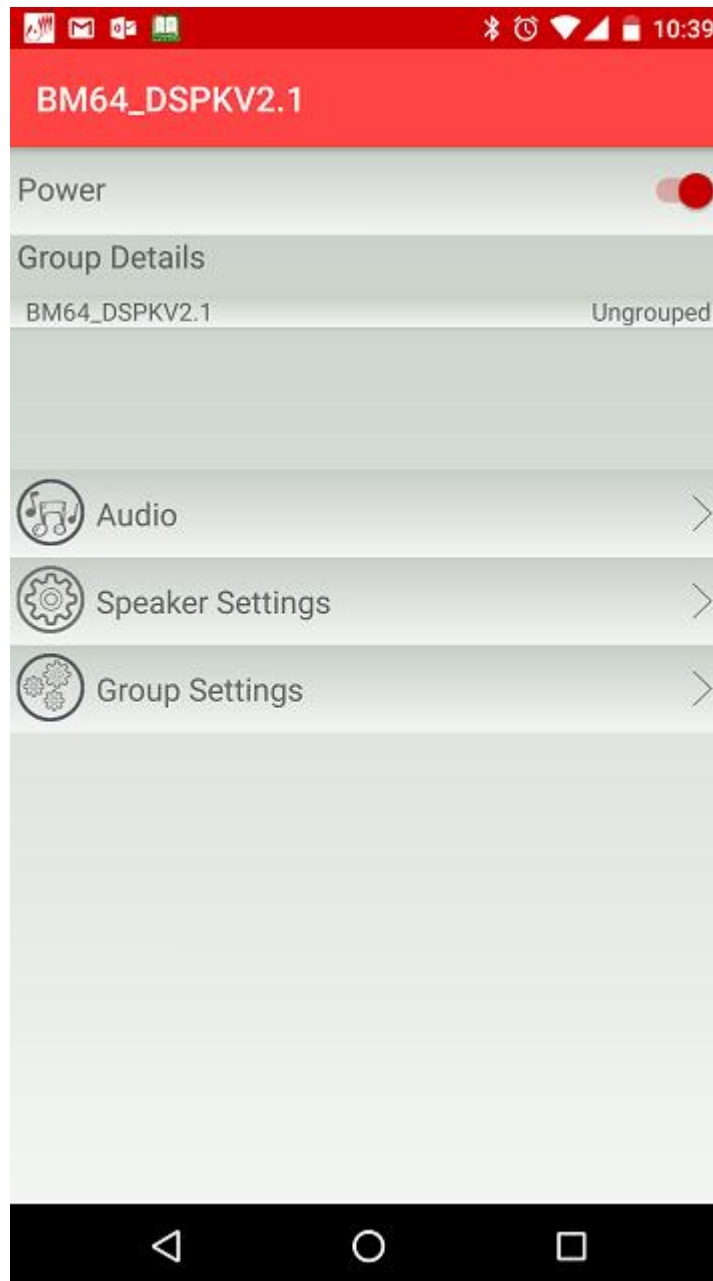 10:39
BM64_DSPKV2.1
Power
Group Details
BM64_DSPKV2.1 Ungrouped
Audio
Speaker Settings
Group Settings